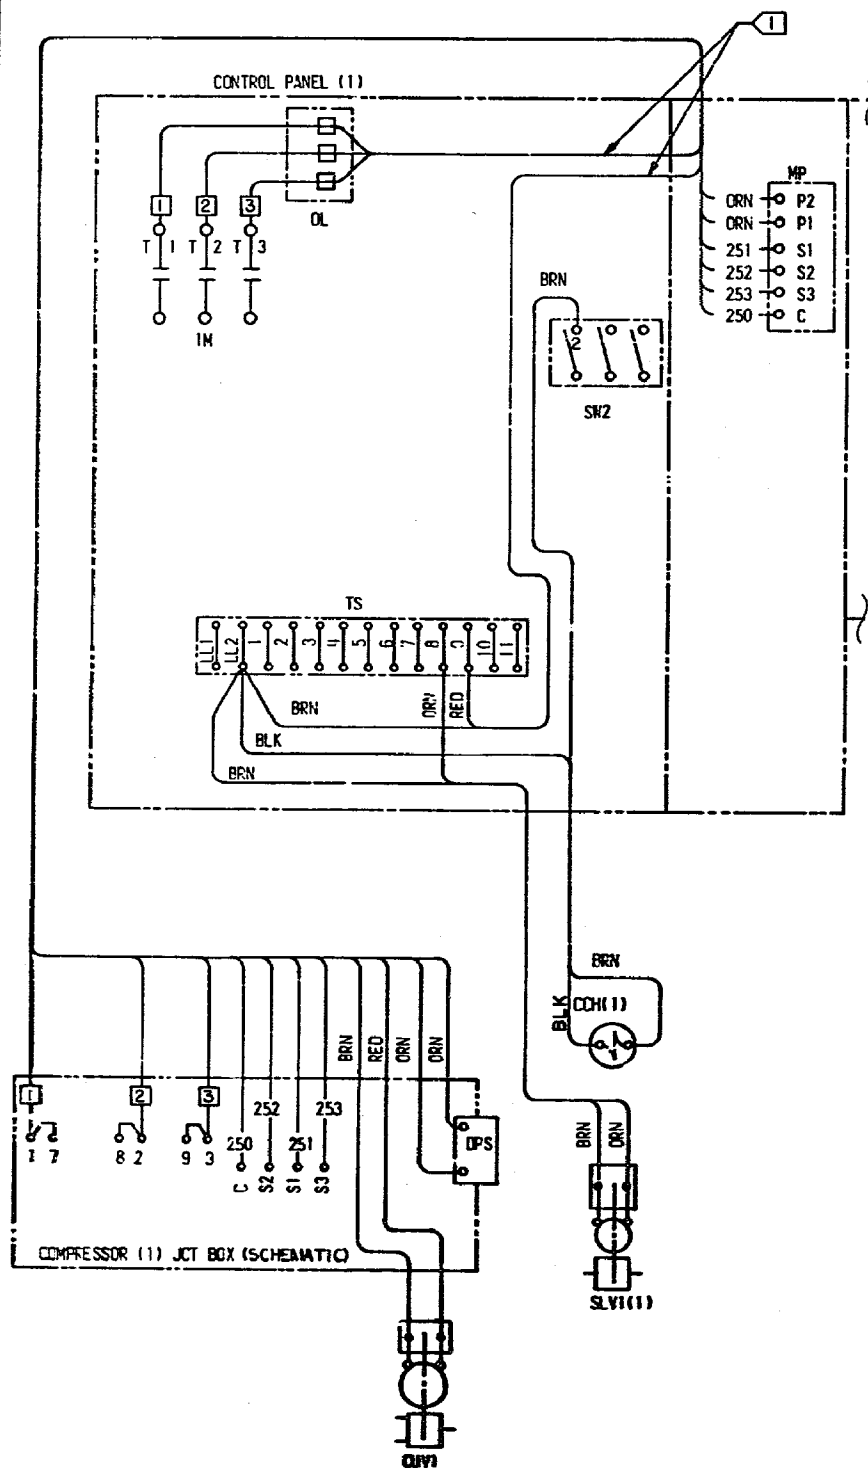 1
CONTROL PANEL (1)
MP
1 2 3
OL
ORN P2
ORN P1
T 1 T 2 T 3
251 S1
252 S2
BRN
253 S3
250 C
1M
2
SW2
TS
LL1 LL2 1 2 3 4 5 6 7 8 9 10 11
BRN
ORN
RED
BLK
BRN
BRN
BLK
CCH(1)
BRN RED ORN ORN
1 2 3
252 253
250 251
BRN ORN
1 7 8 2 9 3
C S2 S1 S3
COMPRESSOR (1) JCT BOX (SCHEMATIC)
SLV1(1)